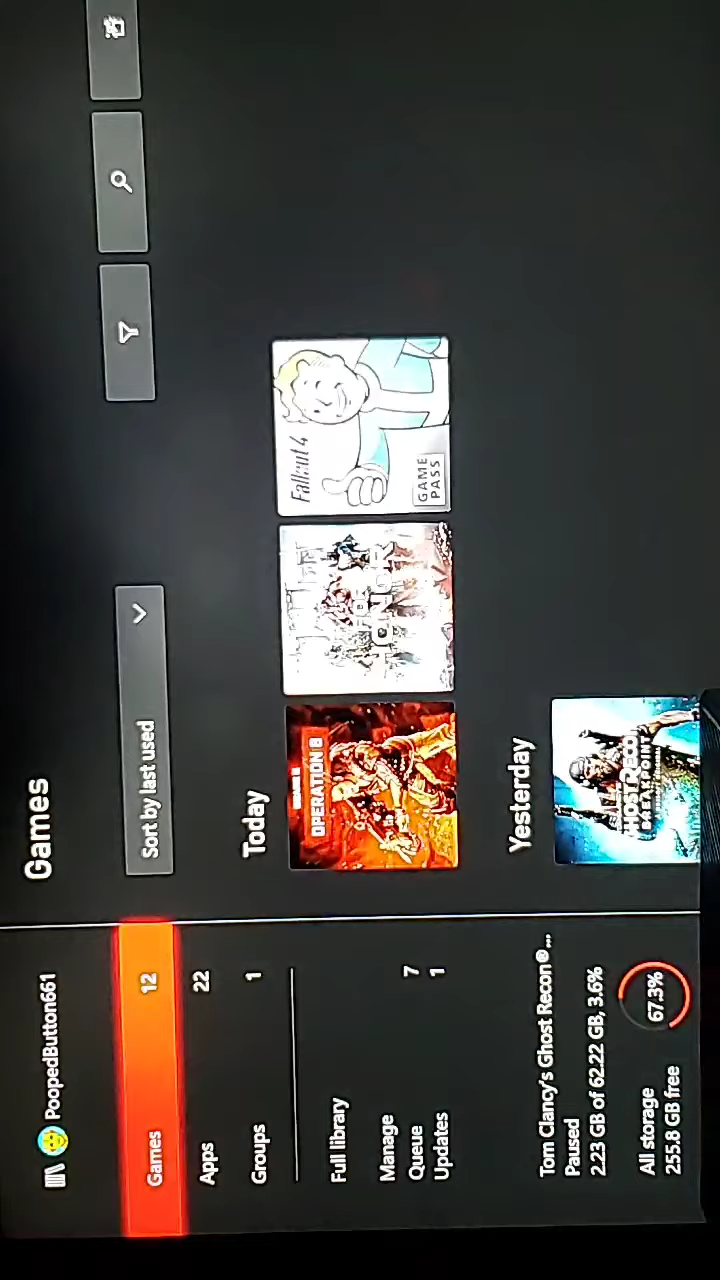 PoopedButton661
Games 12
Apps 22
Groups 1
Full library
Manage
Queue 7
Updates 1
Tom Clancy's Ghost Recon®...
Paused
2.23 GB of 62.22 GB, 3.6%
All storage
255.8 GB free
67.3%
Games
Sort by last used
Today
OPERATION 8
FOR HONOR
Fallout 4
GAME
PASS
Yesterday
GHOST RECON
BREAKPOINT